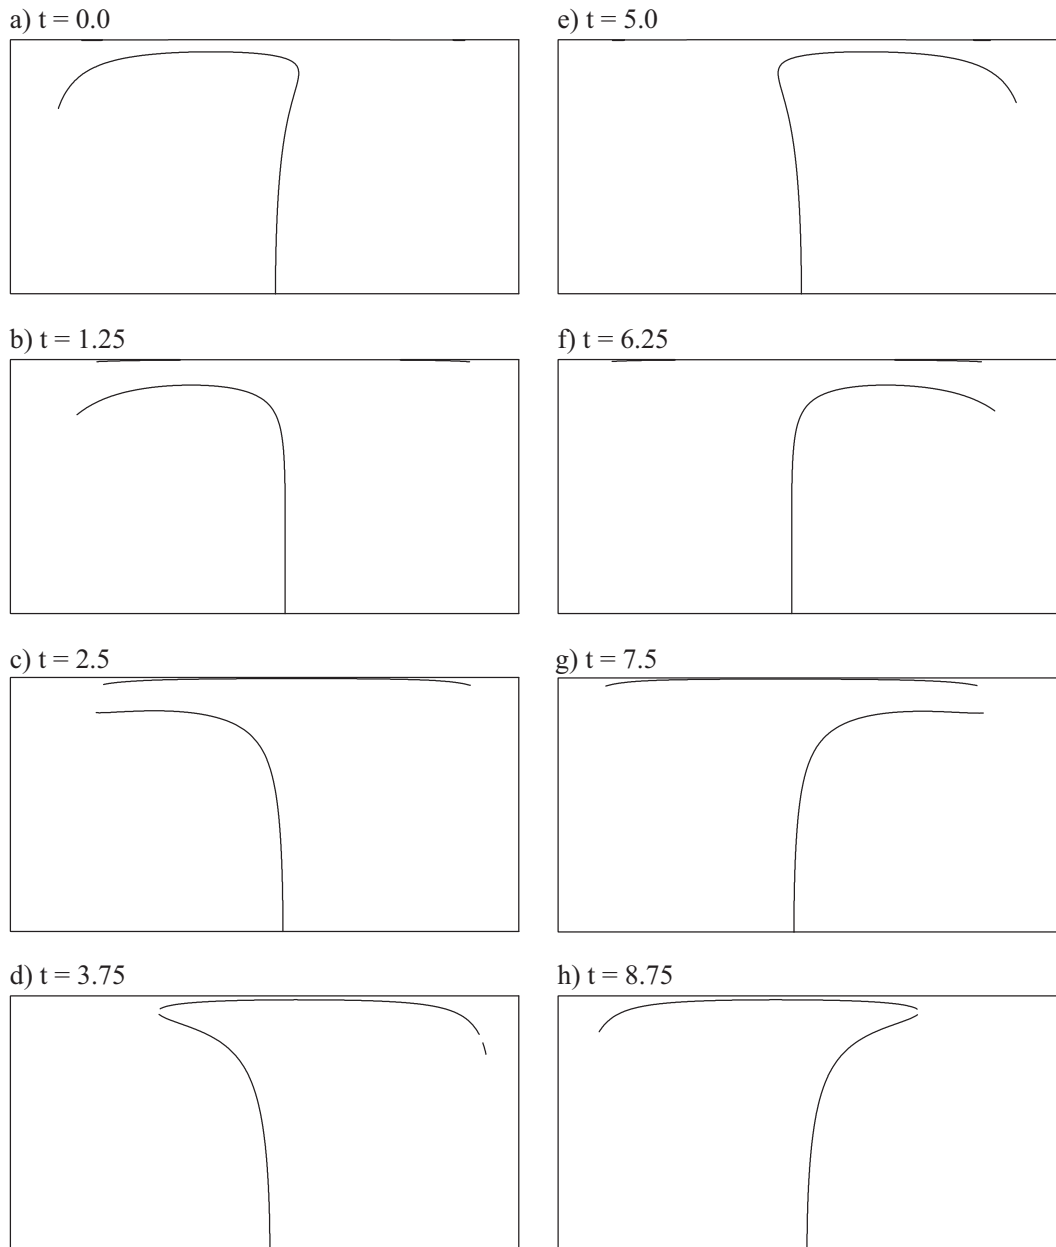 a) t = 0.0
e) t = 5.0
b) t = 1.25
f) t = 6.25
c) t = 2.5
g) t = 7.5
d) t = 3.75
h) t = 8.75